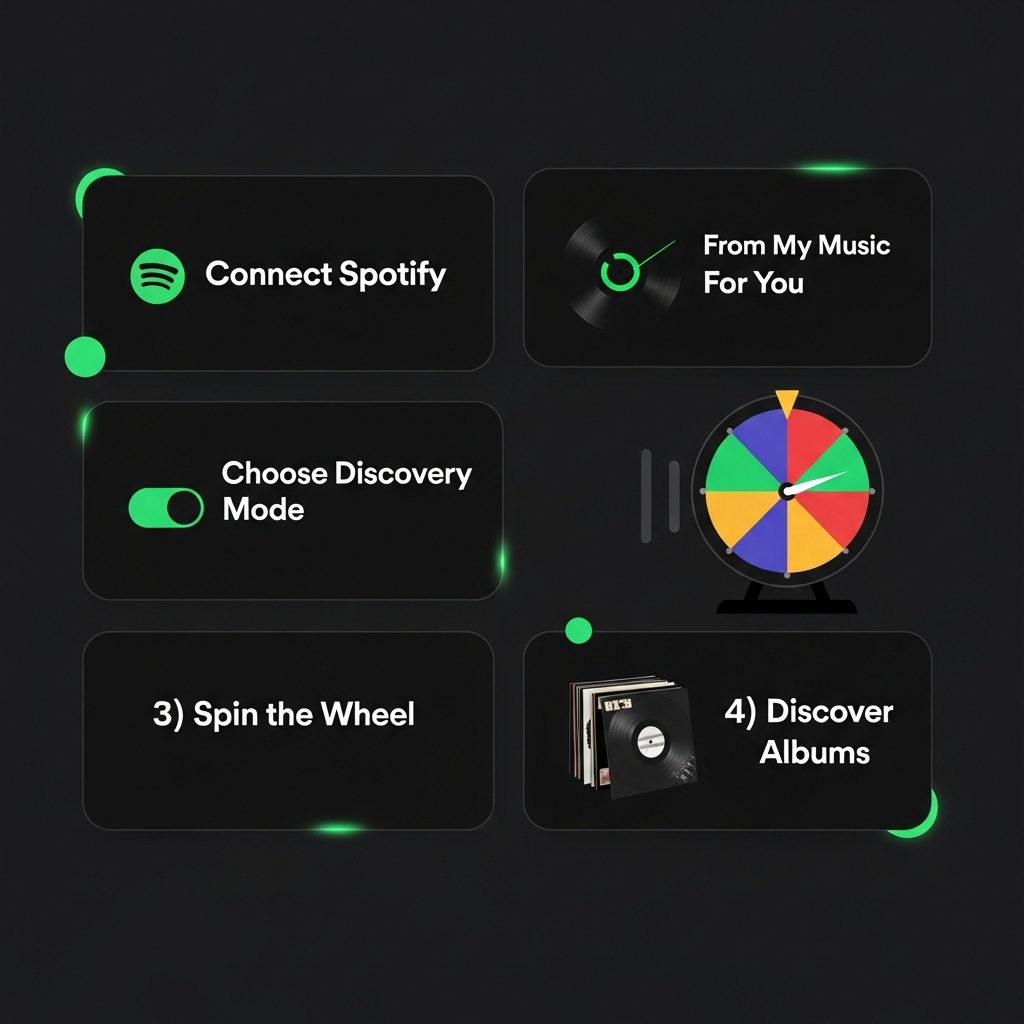 Connect Spotify
From My Music
For You
Choose Discovery
Mode
3) Spin the Wheel
4) Discover
Albums